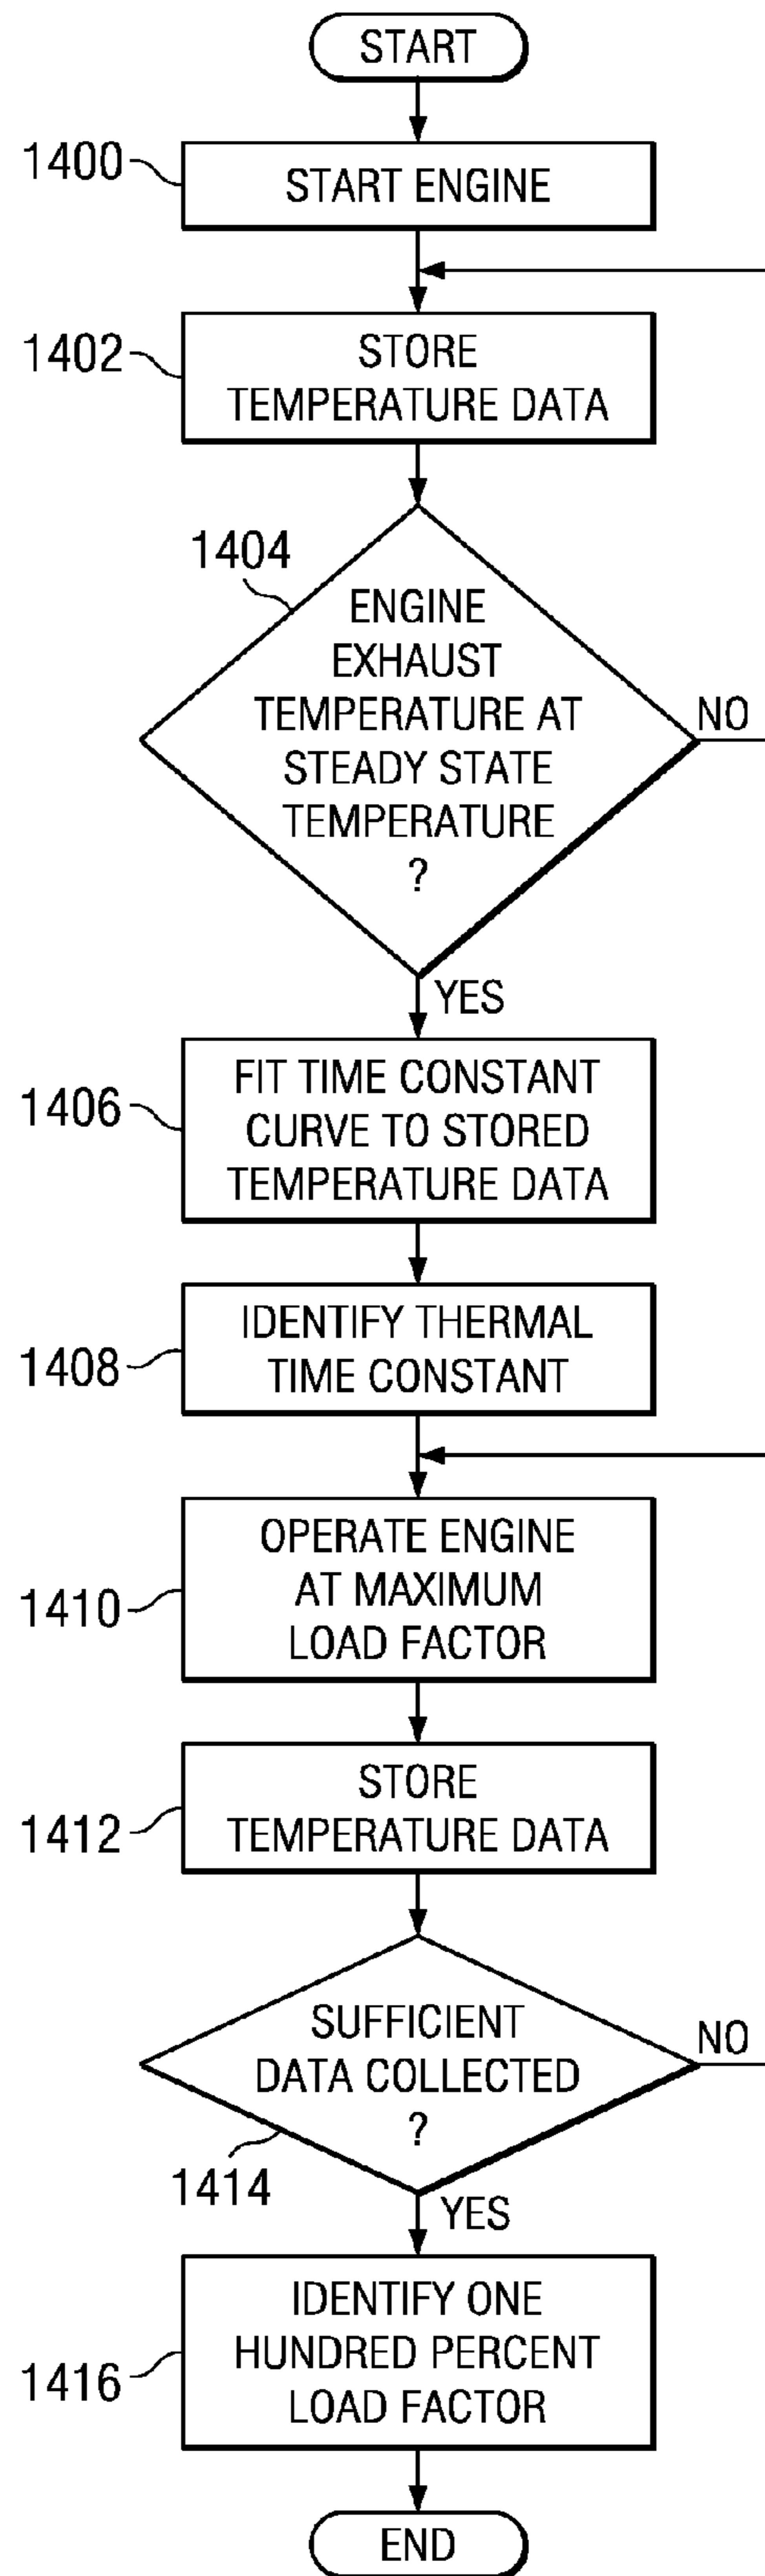 START
1400
START ENGINE
1402
STORE
TEMPERATURE DATA
1404
ENGINE
EXHAUST
TEMPERATURE AT
STEADY STATE
TEMPERATURE
?
NO
YES
1406
FIT TIME CONSTANT
CURVE TO STORED
TEMPERATURE DATA
1408
IDENTIFY THERMAL
TIME CONSTANT
1410
OPERATE ENGINE
AT MAXIMUM
LOAD FACTOR
1412
STORE
TEMPERATURE DATA
SUFFICIENT
DATA COLLECTED
?
NO
1414
YES
1416
IDENTIFY ONE
HUNDRED PERCENT
LOAD FACTOR
END